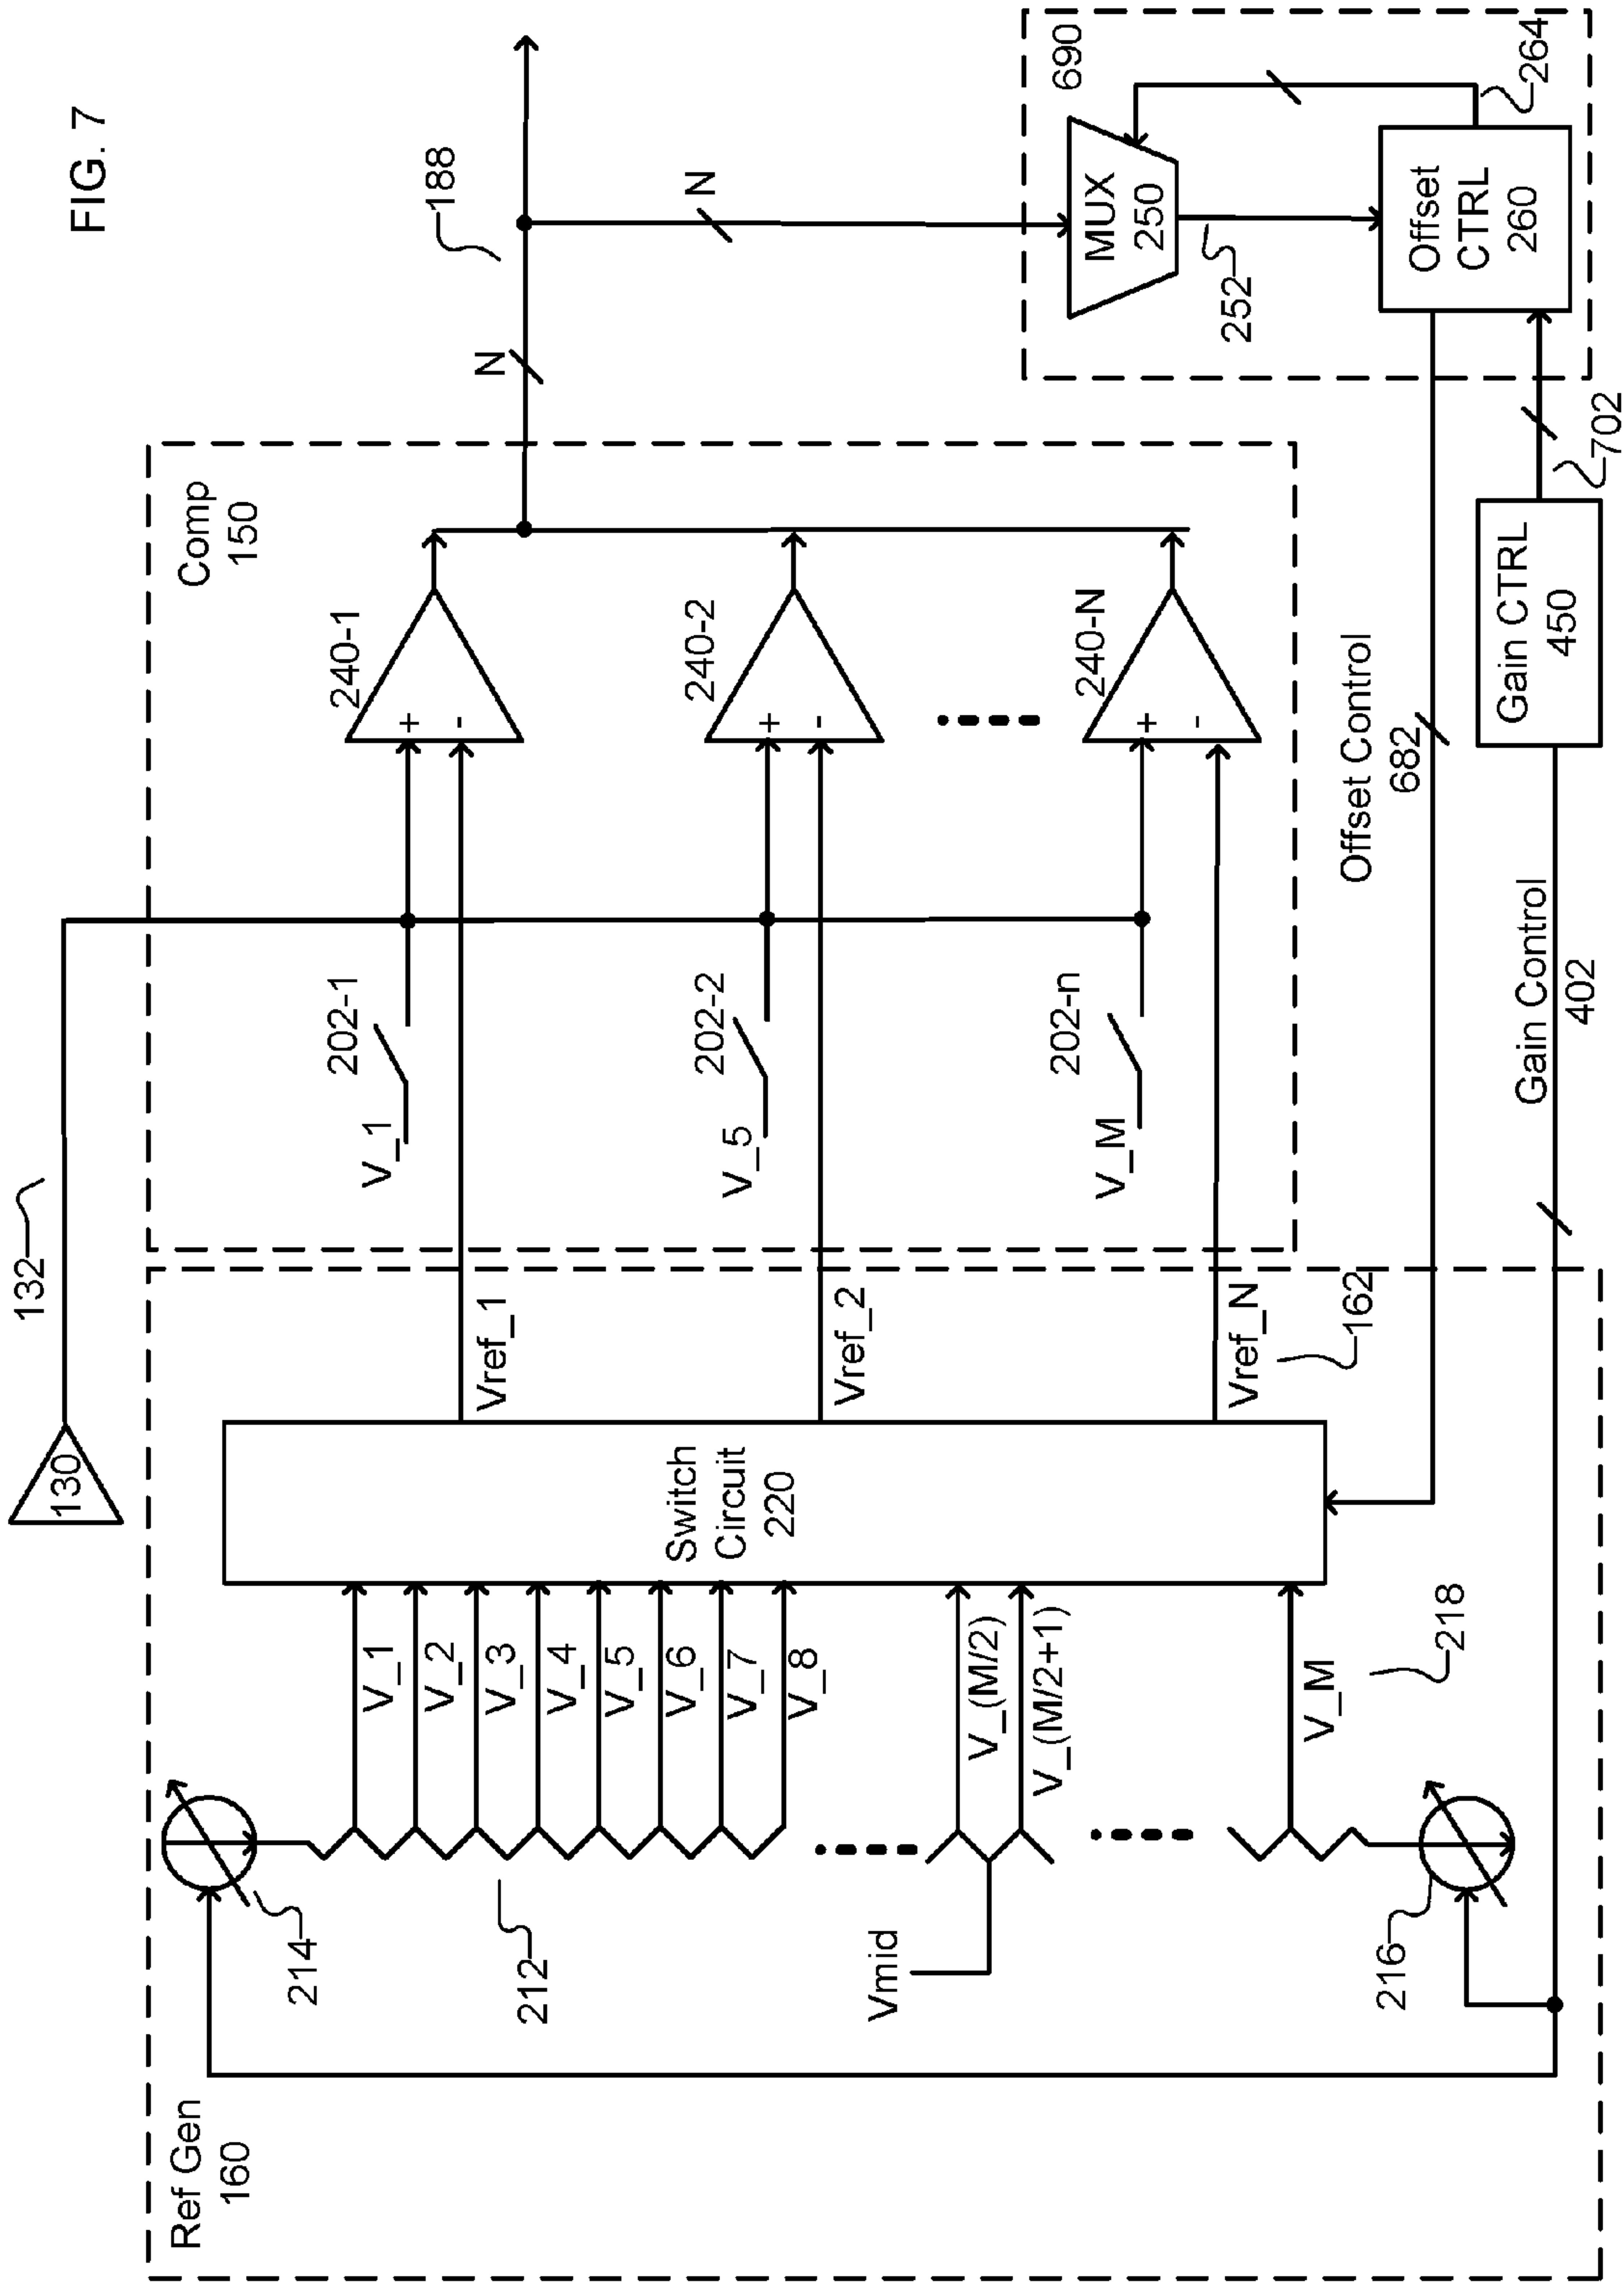 FIG. 7
130
132
Ref Gen
160
214
212
Vmid
216
V_1
V_2
V_3
V_4
V_5
V_6
V_7
V_8
V_(M/2)
V_(M/2+1)
V_M
218
Switch
Circuit
220
Vref_1
Vref_2
Vref_N
162
Comp
150
V_1
202-1
V_5
202-2
V_M
202-n
240-1
+
-
240-2
+
-
240-N
+
-
N
188
N
690
MUX
250
252
Offset
CTRL
260
264
Offset Control
682
Gain Control
402
Gain CTRL
450
702